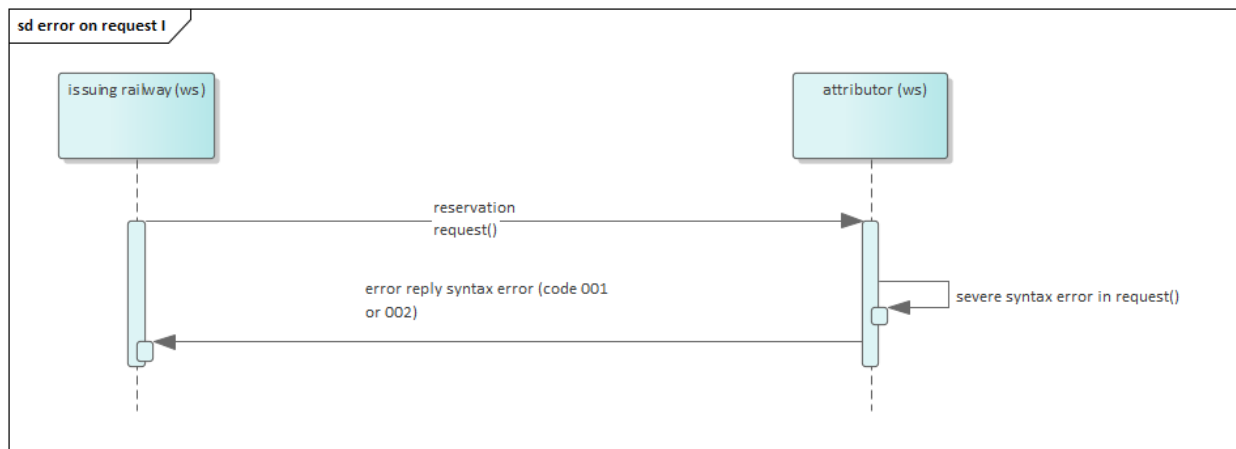 sd error on request I
issuing railway (ws)
attributor (ws)
reservation
request()
error reply syntax error (code 001
or 002)
severe syntax error in request()